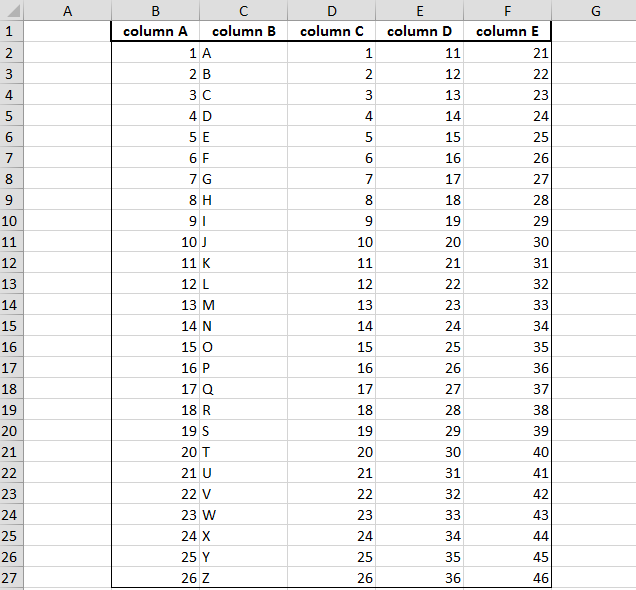 A B C D E F G
1 column A column B column C column D column E
2 1 A 1 11 21
3 2 B 2 12 22
4 3 C 3 13 23
5 4 D 4 14 24
6 5 E 5 15 25
7 6 F 6 16 26
8 7 G 7 17 27
9 8 H 8 18 28
10 9 I 9 19 29
11 10 J 10 20 30
12 11 K 11 21 31
13 12 L 12 22 32
14 13 M 13 23 33
15 14 N 14 24 34
16 15 O 15 25 35
17 16 P 16 26 36
18 17 Q 17 27 37
19 18 R 18 28 38
20 19 S 19 29 39
21 20 T 20 30 40
22 21 U 21 31 41
23 22 V 22 32 42
24 23 W 23 33 43
25 24 X 24 34 44
26 25 Y 25 35 45
27 26 Z 26 36 46